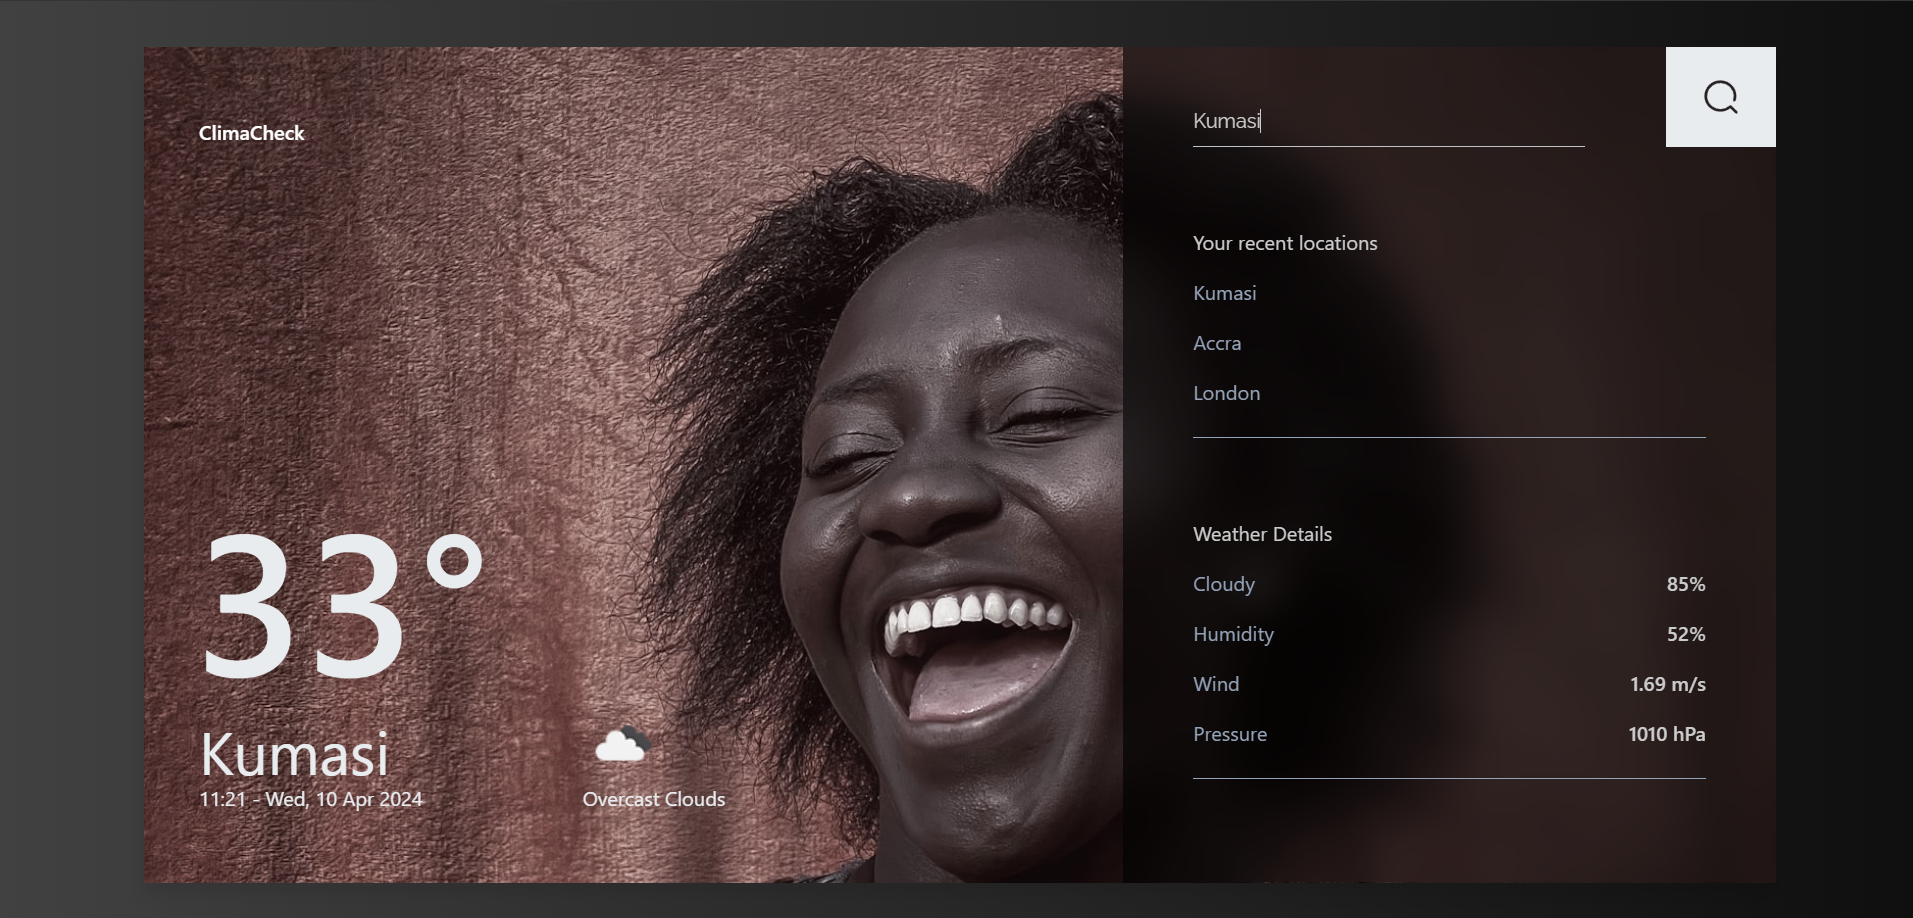 ClimaCheck
33°
Kumasi
11:21 - Wed, 10 Apr 2024
Overcast Clouds
Kumasi
Your recent locations
Kumasi
Accra
London
Weather Details
Cloudy 85%
Humidity 52%
Wind 1.69 m/s
Pressure 1010 hPa